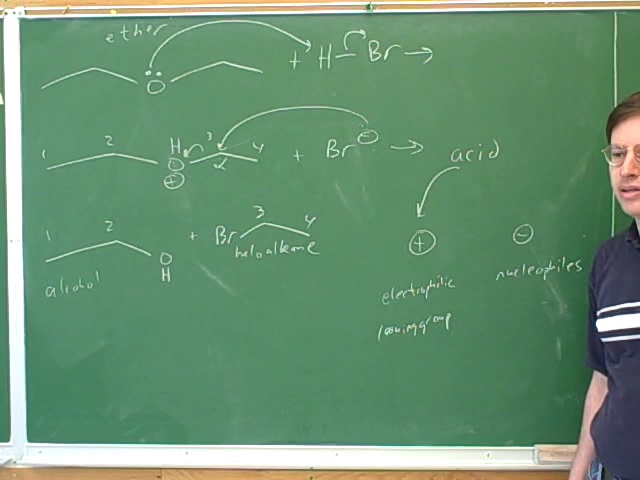 ether
O + H - Br →
1 2 H O ⊕ 3 4 + Br ⊖ → acid
1 2 O H + Br 3 4
alcohol haloalkane
⊕ ⊖
electrophilic nucleophiles
leaving group